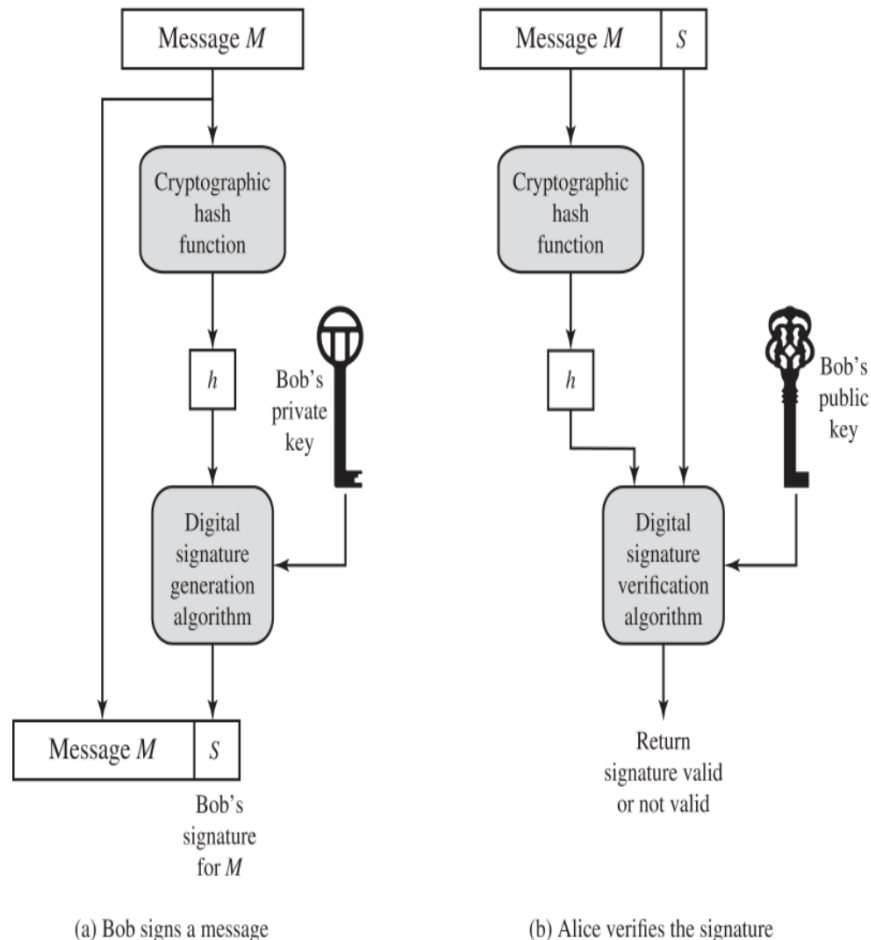 Message M
Cryptographic
hash
function
h
Bob's
private
key
Digital
signature
generation
algorithm
Message M
S
Bob's
signature
for M
(a) Bob signs a message
Message M
S
Cryptographic
hash
function
h
Bob's
public
key
Digital
signature
verification
algorithm
Return
signature valid
or not valid
(b) Alice verifies the signature